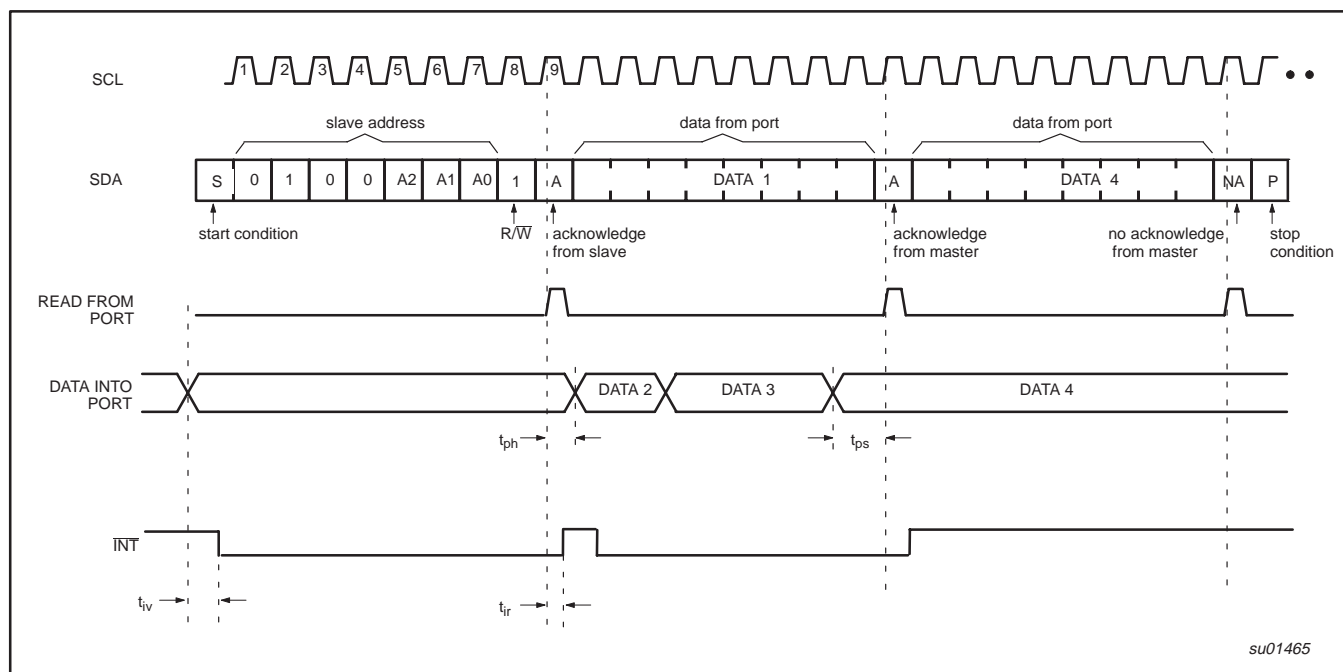 SCL
1 2 3 4 5 6 7 8 9
slave address
data from port
data from port
SDA
S 0 1 0 0 A2 A1 A0 1 A DATA 1 A DATA 4 NA P
start condition
R/W̅
acknowledge
from slave
acknowledge
from master
no acknowledge
from master
stop
condition
READ FROM
PORT
DATA INTO
PORT
DATA 2
DATA 3
DATA 4
tph
tps
I̅N̅T̅
tiv
tir
su01465